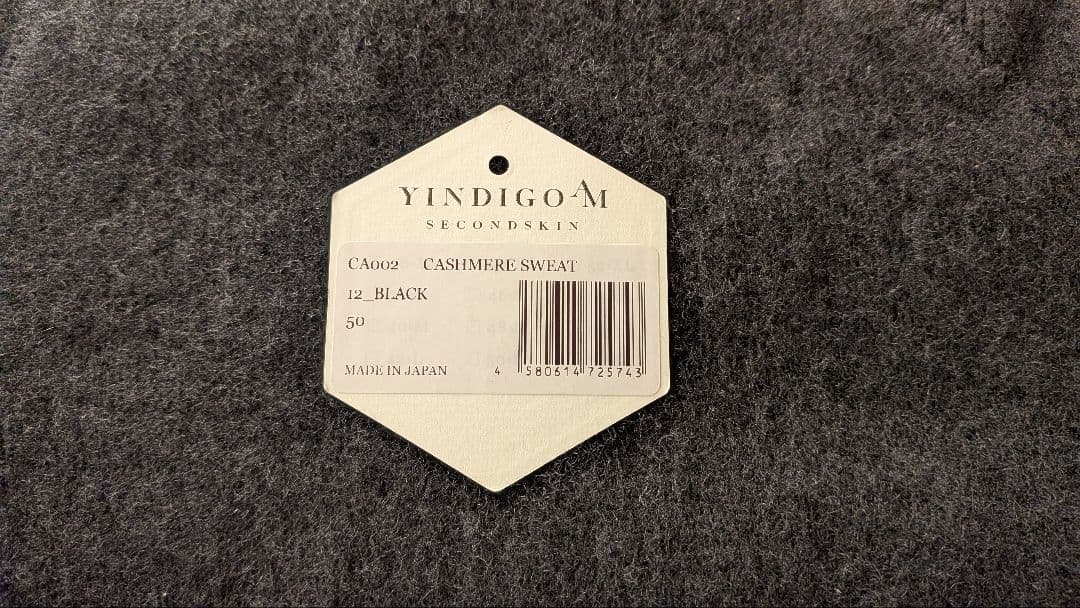 YINDIGO AM
SECONDSKIN
CA002 CASHMERE SWEAT
12_BLACK
50
MADE IN JAPAN
4 580614 725743